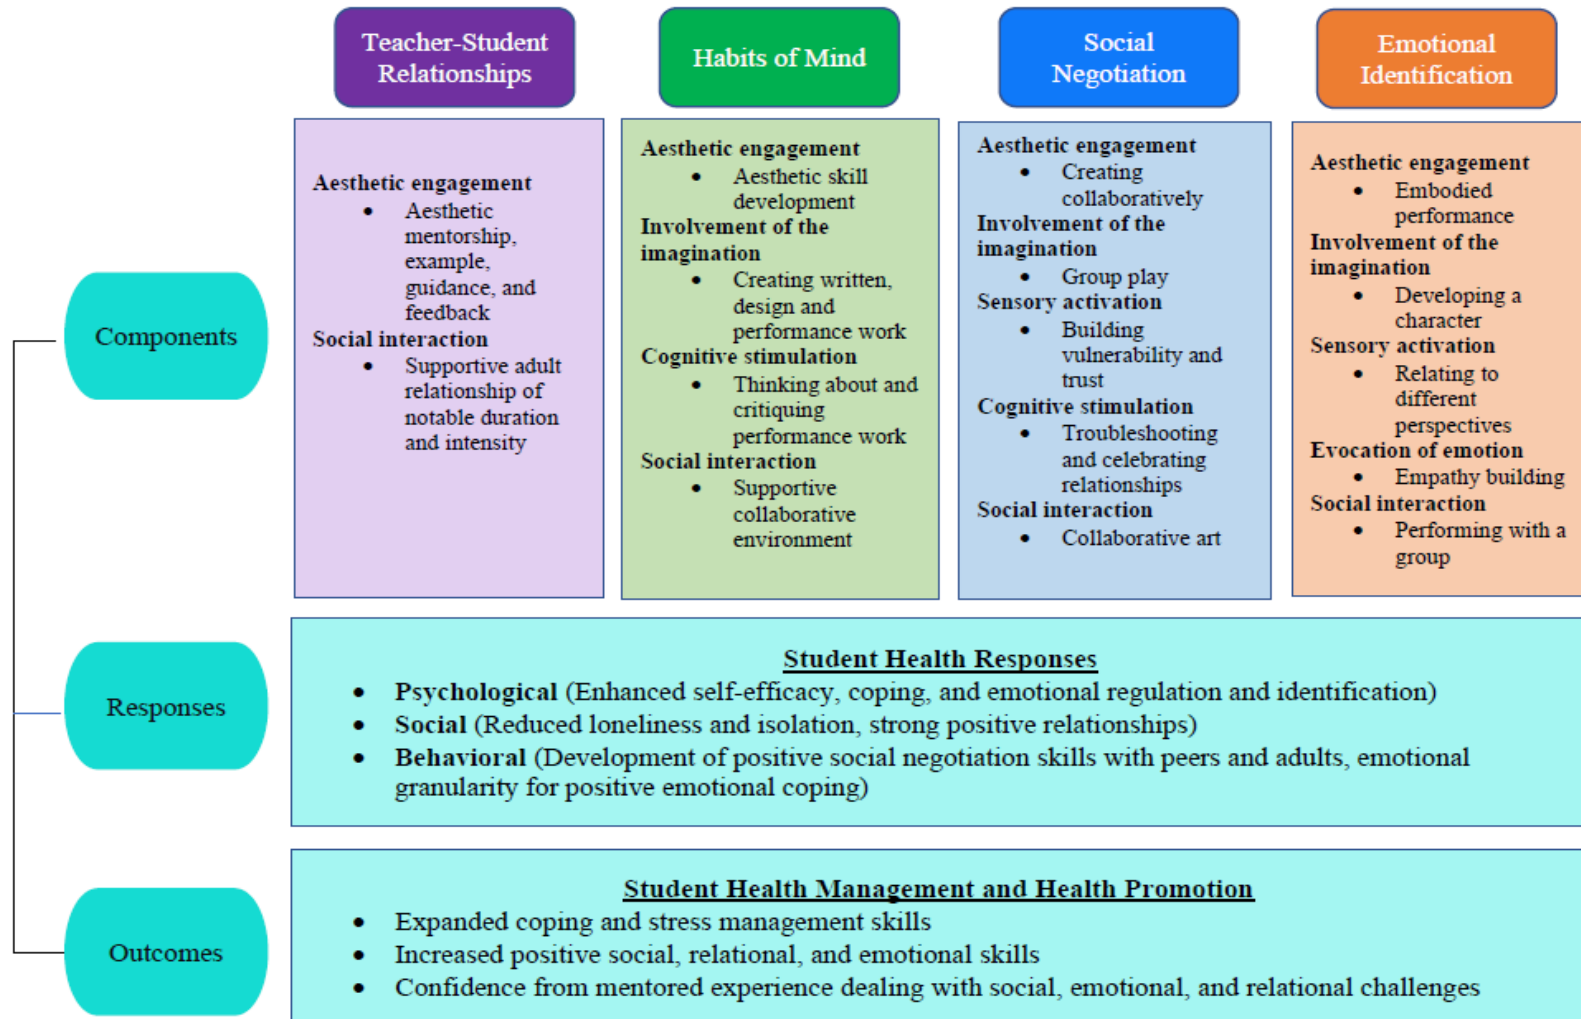 Teacher-Student
Relationships
Habits of Mind
Social
Negotiation
Emotional
Identification
Components
Aesthetic engagement
• Aesthetic
mentorship,
example,
guidance, and
feedback
Social interaction
• Supportive adult
relationship of
notable duration
and intensity
Aesthetic engagement
• Aesthetic skill
development
Involvement of the
imagination
• Creating written,
design and
performance work
Cognitive stimulation
• Thinking about and
critiquing
performance work
Social interaction
• Supportive
collaborative
environment
Aesthetic engagement
• Creating
collaboratively
Involvement of the
imagination
• Group play
Sensory activation
• Building
vulnerability and
trust
Cognitive stimulation
• Troubleshooting
and celebrating
relationships
Social interaction
• Collaborative art
Aesthetic engagement
• Embodied
performance
Involvement of the
imagination
• Developing a
character
Sensory activation
• Relating to
different
perspectives
Evocation of emotion
• Empathy building
Social interaction
• Performing with a
group
Responses
Student Health Responses
• Psychological (Enhanced self-efficacy, coping, and emotional regulation and identification)
• Social (Reduced loneliness and isolation, strong positive relationships)
• Behavioral (Development of positive social negotiation skills with peers and adults, emotional
granularity for positive emotional coping)
Outcomes
Student Health Management and Health Promotion
• Expanded coping and stress management skills
• Increased positive social, relational, and emotional skills
• Confidence from mentored experience dealing with social, emotional, and relational challenges